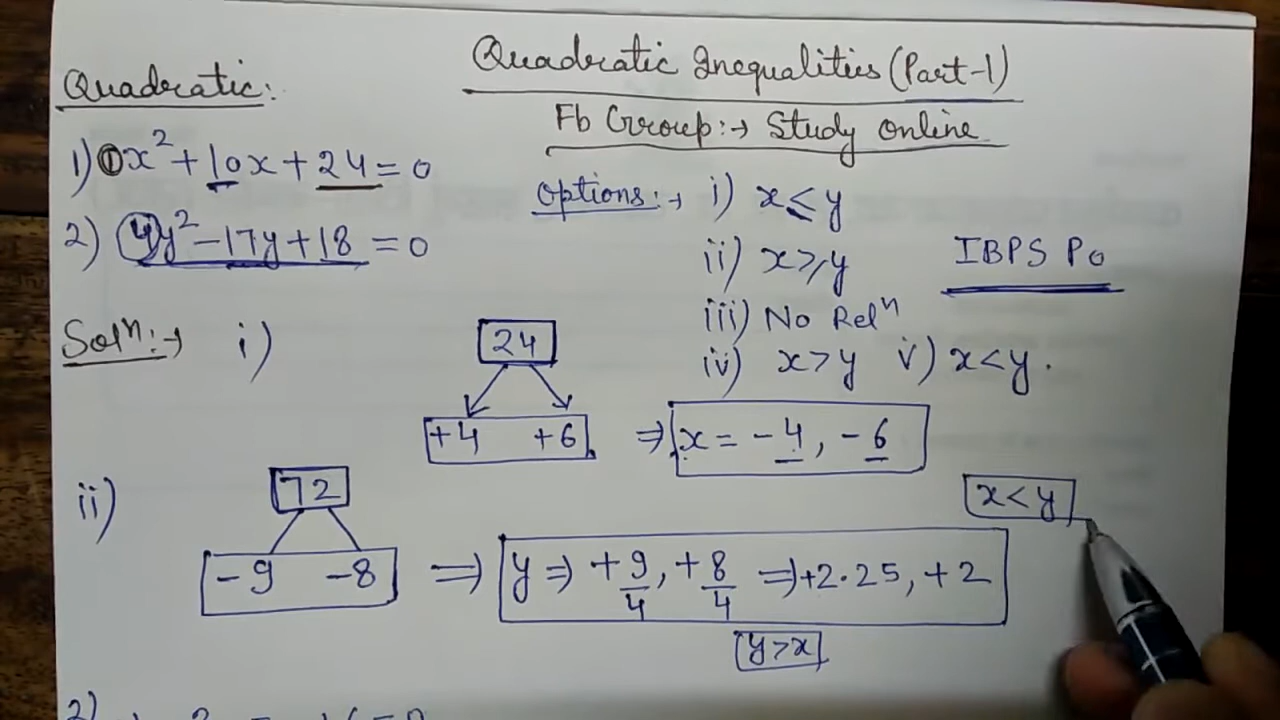 Quadratic Inequalities (Part-1)
Fb Group:→ Study Online
Quadratic:
1) 1x² + 10x + 24 = 0
2) 4y² - 17y + 18 = 0
Options:→ i) x ≤ y
ii) x ≥ y
iii) No Relⁿ
iv) x > y v) x < y.
IBPS Po
Solⁿ:→ i)
24
+4 +6 ⇒ x = -4, -6
ii)
72
-9 -8 ⇒ y ⇒ +9/4, +8/4 ⇒ +2.25, +2
x < y
y > x